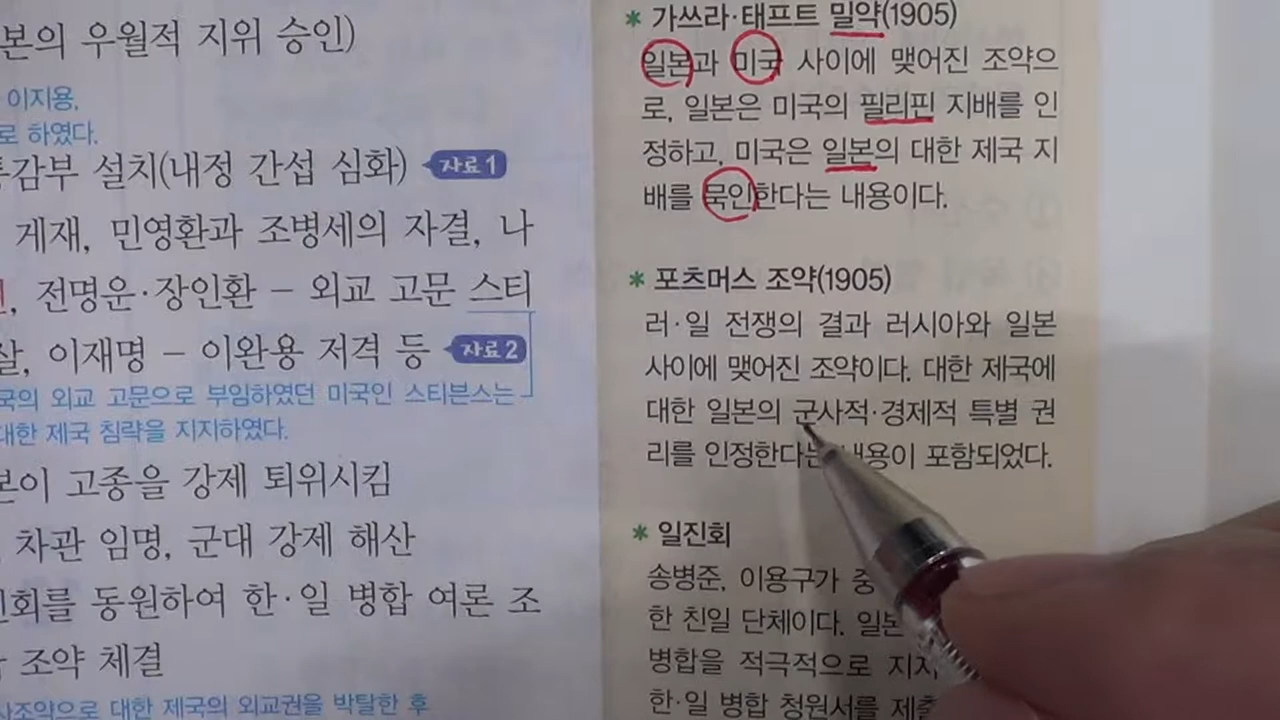 본의 우월적 지위 승인)
이지용,
로 하였다.
통감부 설치(내정 간섭 심화) 자료1
게재, 민영환과 조병세의 자결, 나
전명운·장인환 – 외교 고문 스티
살, 이재명 – 이완용 저격 등 자료2
국의 외교 고문으로 부임하였던 미국인 스티븐스는
대한 제국 침략을 지지하였다.
본이 고종을 강제 퇴위시킴
차관 임명, 군대 강제 해산
회를 동원하여 한·일 병합 여론 조
조약 체결
사조약으로 대한 제국의 외교권을 박탈한 후
* 가쓰라·태프트 밀약(1905)
일본과 미국 사이에 맺어진 조약으
로, 일본은 미국의 필리핀 지배를 인
정하고, 미국은 일본의 대한 제국 지
배를 묵인한다는 내용이다.
* 포츠머스 조약(1905)
러·일 전쟁의 결과 러시아와 일본
사이에 맺어진 조약이다. 대한 제국에
대한 일본의 군사적·경제적 특별 권
리를 인정한다는 내용이 포함되었다.
* 일진회
송병준, 이용구가 중
한 친일 단체이다. 일본
병합을 적극적으로 지지
한·일 병합 청원서를 제출